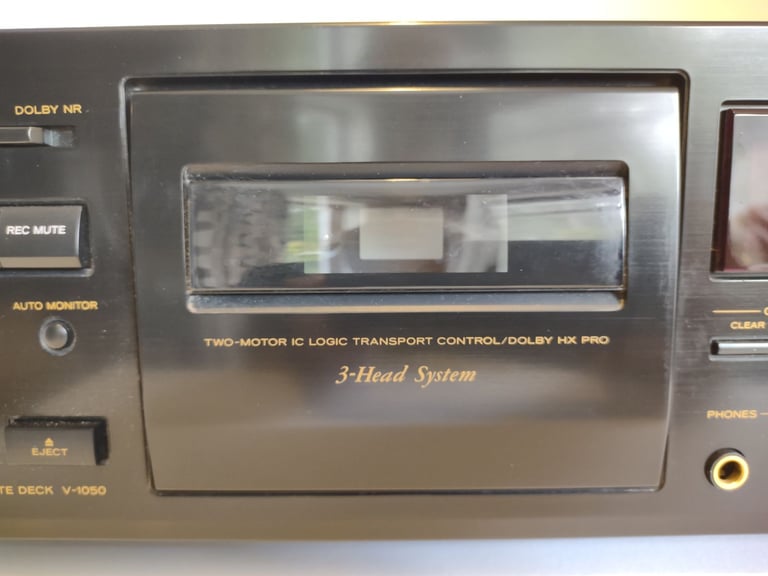 DOLBY NR
REC MUTE
AUTO MONITOR
EJECT
TE DECK V-1050
TWO-MOTOR IC LOGIC TRANSPORT CONTROL/DOLBY HX PRO
3-Head System
CLEAR
PHONES